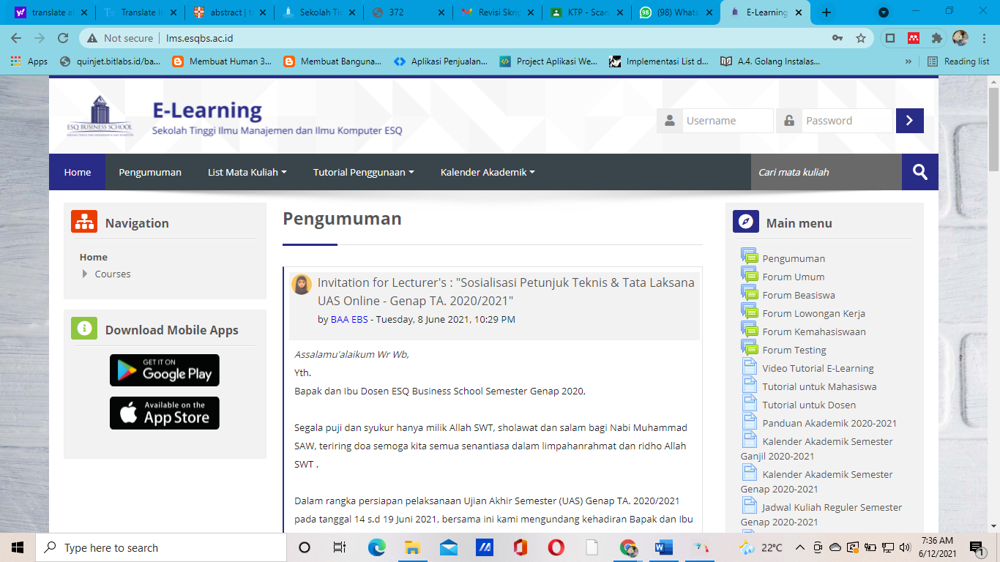 translate al
Translate In
abstract | t
Sekolah Tin
372
Revisi Skrip
KTP - Scan
(98) Whats
E-Learning
Not secure
lms.esqbs.ac.id
Apps
quinjet.bitlabs.id/ba...
Membuat Human 3...
Membuat Banguna...
Aplikasi Penjualan...
Project Aplikasi We...
Implementasi List d...
A.4. Golang Instalas...
»
Reading list
ESQ BUSINESS SCHOOL
E-Learning
Sekolah Tinggi Ilmu Manajemen dan Ilmu Komputer ESQ
Username
Password
Home
Pengumuman
List Mata Kuliah
Tutorial Penggunaan
Kalender Akademik
Cari mata kuliah
Navigation
Home
Courses
Download Mobile Apps
GET IT ON
Google Play
Available on the
App Store
Pengumuman
Invitation for Lecturer's : "Sosialisasi Petunjuk Teknis & Tata Laksana
UAS Online - Genap TA. 2020/2021"
by BAA EBS - Tuesday, 8 June 2021, 10:29 PM
Assalamu'alaikum Wr Wb,
Yth.
Bapak dan Ibu Dosen ESQ Business School Semester Genap 2020,
Segala puji dan syukur hanya milik Allah SWT, sholawat dan salam bagi Nabi Muhammad
SAW, teriring doa semoga kita semua senantiasa dalam limpahanrahmat dan ridho Allah
SWT .
Dalam rangka persiapan pelaksanaan Ujian Akhir Semester (UAS) Genap TA. 2020/2021
pada tanggal 14 s.d 19 Juni 2021, bersama ini kami mengundang kehadiran Bapak dan Ibu
Main menu
Pengumuman
Forum Umum
Forum Beasiswa
Forum Lowongan Kerja
Forum Kemahasiswaan
Forum Testing
Video Tutorial E-Learning
Tutorial untuk Mahasiswa
Tutorial untuk Dosen
Panduan Akademik 2020-2021
Kalender Akademik Semester
Ganjil 2020-2021
Kalender Akademik Semester
Genap 2020-2021
Jadwal Kuliah Reguler Semester
Genap 2020-2021
Type here to search
22°C
7:36 AM
6/12/2021
1